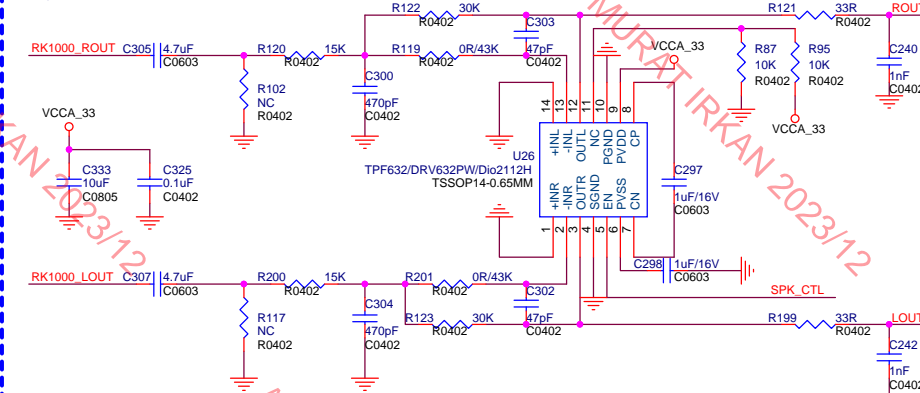 R122 30K
R0402
C303
47pF
C0402
R121 33R
R0402
ROUT
RK1000_ROUT C305 4.7uF
C0603
R120 15K
R0402
R119 0R/43K
R0402
VCCA_33
R87
10K
R0402
R95
10K
R0402
C240
1nF
C0402
R102
NC
R0402
C300
470pF
C0402
VCCA_33
VCCA_33
C333
10uF
C0805
C325
0.1uF
C0402
14 13 12 11 10 9 8
+INL -INL OUTL NC PGND PVDD CP
U26
TPF632/DRV632PW/Dio2112H
TSSOP14-0.65MM
+INR -INR OUTR SGND EN PVSS CN
1 2 3 4 5 6 7
C297
1uF/16V
C0603
C298 1uF/16V
C0603
SPK_CTL
RK1000_LOUT C307 4.7uF
C0603
R200 15K
R0402
R201 0R/43K
R0402
C302
47pF
C0402
R117
NC
R0402
C304
470pF
C0402
R123 30K
R0402
R199 33R
R0402
LOUT
C242
1nF
C0402
MURAT IRKAN 2023/12
KAN 2023/12